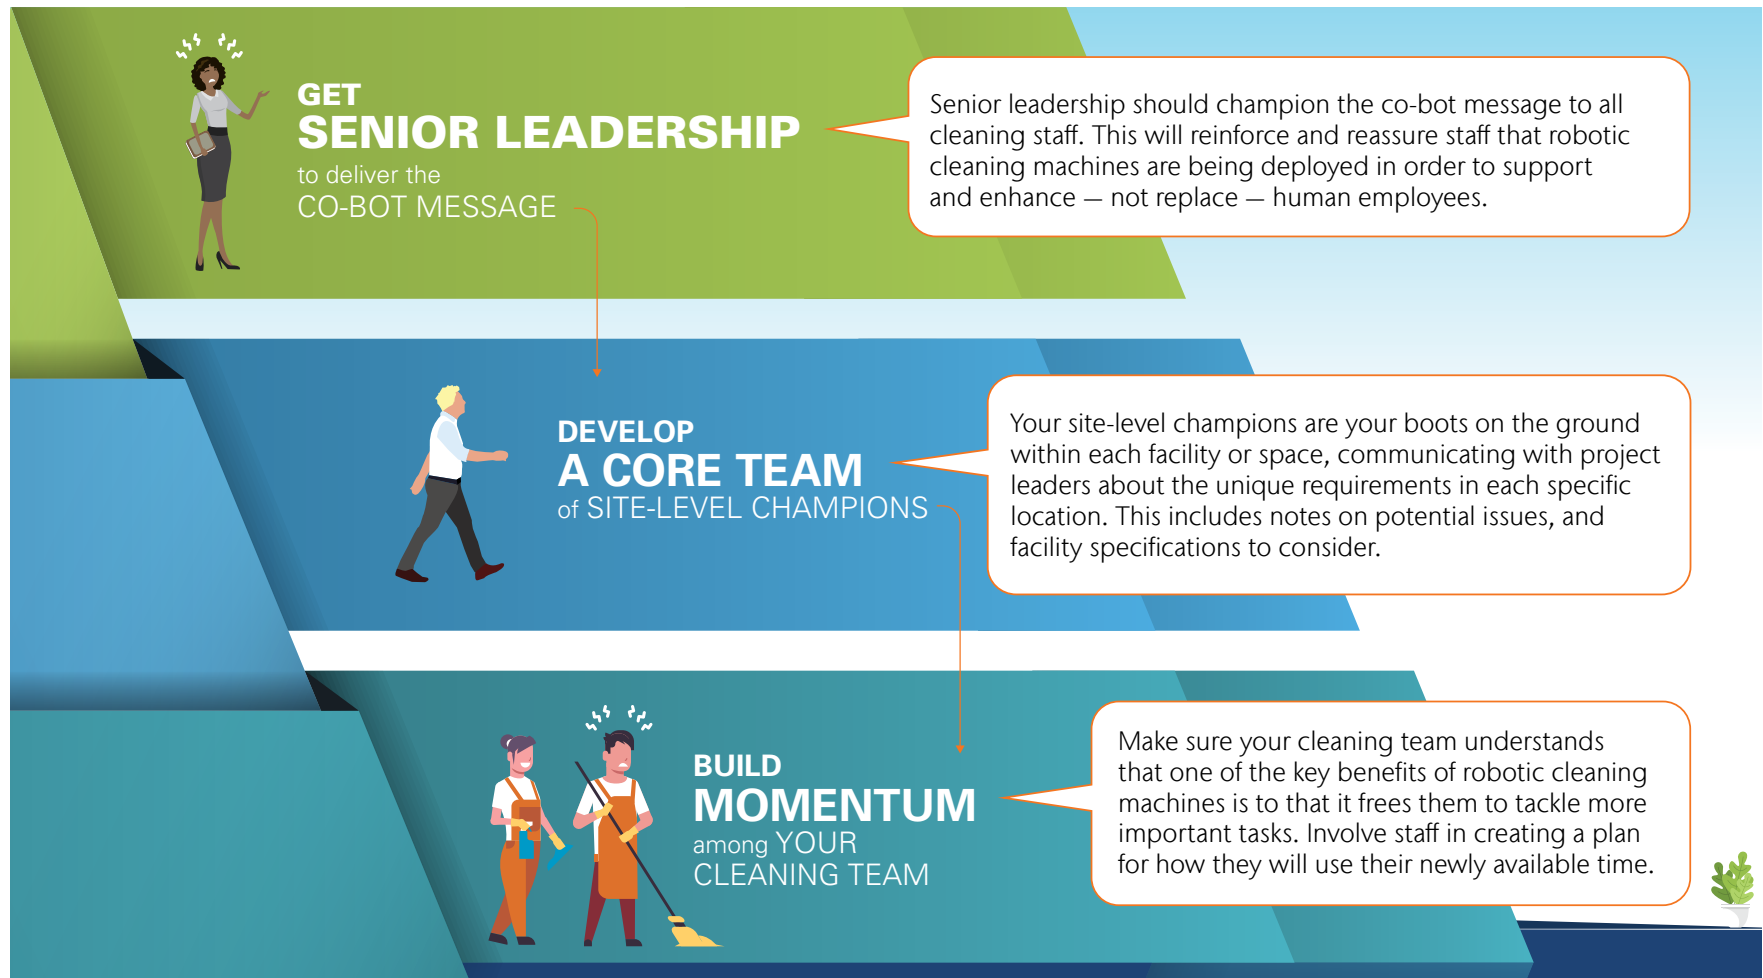 GET
SENIOR LEADERSHIP
to deliver the
CO-BOT MESSAGE
Senior leadership should champion the co-bot message to all
cleaning staff. This will reinforce and reassure staff that robotic
cleaning machines are being deployed in order to support
and enhance — not replace — human employees.
DEVELOP
A CORE TEAM
of SITE-LEVEL CHAMPIONS
Your site-level champions are your boots on the ground
within each facility or space, communicating with project
leaders about the unique requirements in each specific
location. This includes notes on potential issues, and
facility specifications to consider.
BUILD
MOMENTUM
among YOUR
CLEANING TEAM
Make sure your cleaning team understands
that one of the key benefits of robotic cleaning
machines is to that it frees them to tackle more
important tasks. Involve staff in creating a plan
for how they will use their newly available time.